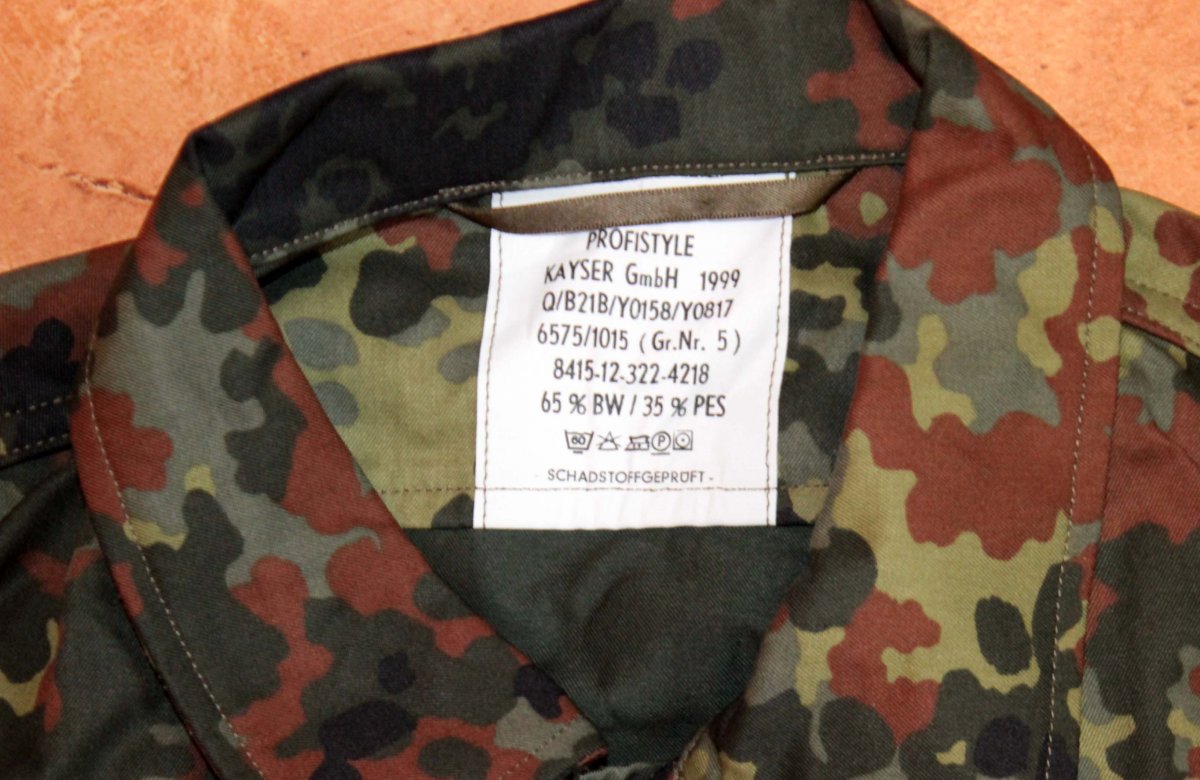 PROFISTYLE
KAYSER GmbH 1999
Q/B21B/Y0158/Y0817
6575/1015 (Gr.Nr. 5)
8415-12-322-4218
65 % BW / 35 % PES
60 P
- SCHADSTOFFGEPRÜFT -